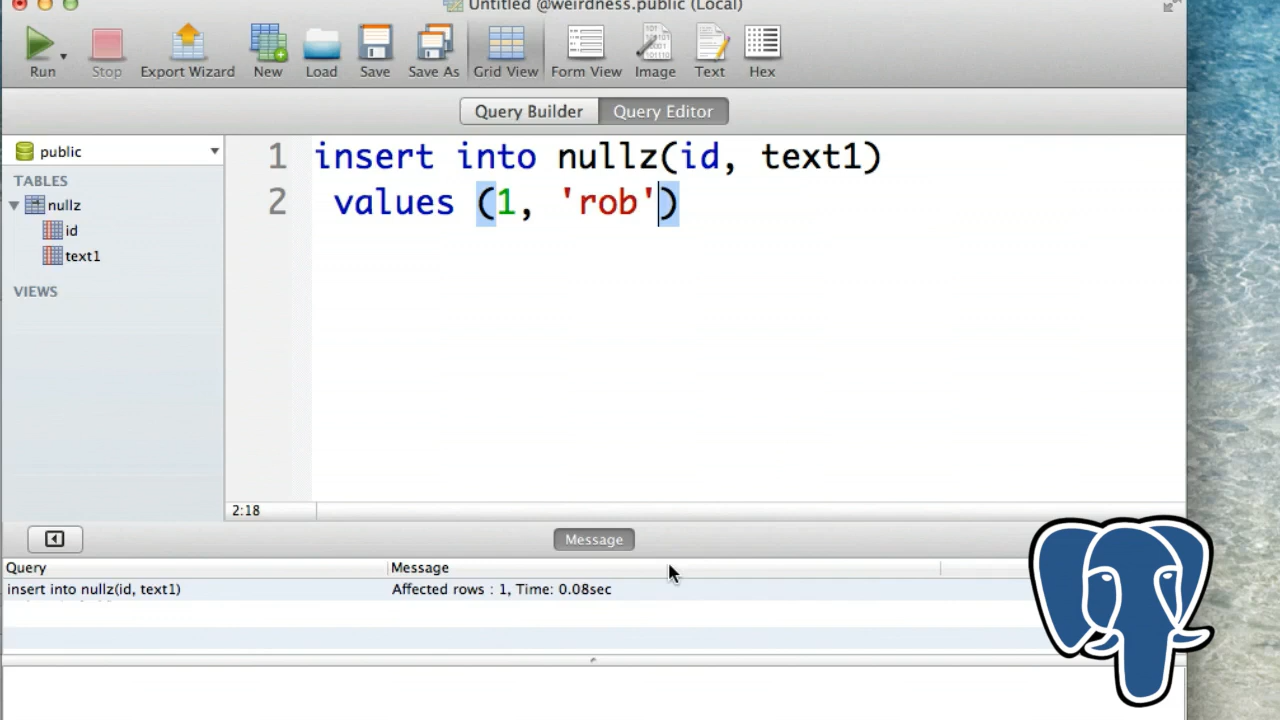 Untitled @weirdness.public (Local)
Run
Stop
Export Wizard
New
Load
Save
Save As
Grid View
Form View
Image
Text
Hex
Query Builder
Query Editor
public
TABLES
nullz
id
text1
VIEWS
1 insert into nullz(id, text1)
2 values (1, 'rob')
2:18
Message
Query Message
insert into nullz(id, text1) Affected rows : 1, Time: 0.08sec